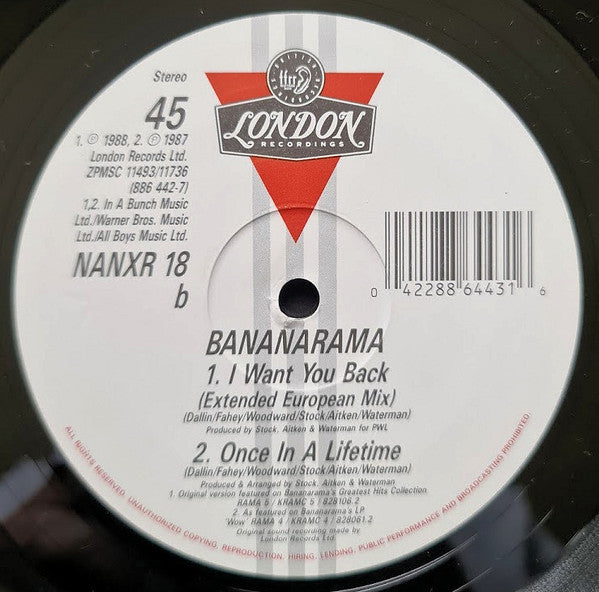 Stereo
45
1. ℗ 1988, 2. ℗ 1987
London Records Ltd.
ZPMSC 11493/11736
(886 442-7)
1,2. In A Bunch Music
Ltd./Warner Bros. Music
Ltd./All Boys Music Ltd.
NANXR 18
b
BRITISH
ffrr
LONDON
RECORDINGS
0 42288 64431 6
BANANARAMA
1. I Want You Back
(Extended European Mix)
(Dallin/Fahey/Woodward/Stock/Aitken/Waterman)
Produced by Stock, Aitken & Waterman for PWL
2. Once In A Lifetime
(Dallin/Fahey/Woodward/Stock/Aitken/Waterman)
Produced & Arranged by Stock, Aitken & Waterman
1. Original version featured on Bananarama's Greatest Hits Collection
RAMA 5 / KRAMC 5 / 828106.2
2. As featured on Bananarama's LP
'Wow' RAMA 4 / KRAMC 4 / 828061.2
Original sound recording made by
London Records Ltd.
ALL RIGHTS RESERVED. UNAUTHORIZED COPYING. REPRODUCTION. HIRING. LENDING. PUBLIC PERFORMANCE AND BROADCASTING PROHIBITED.